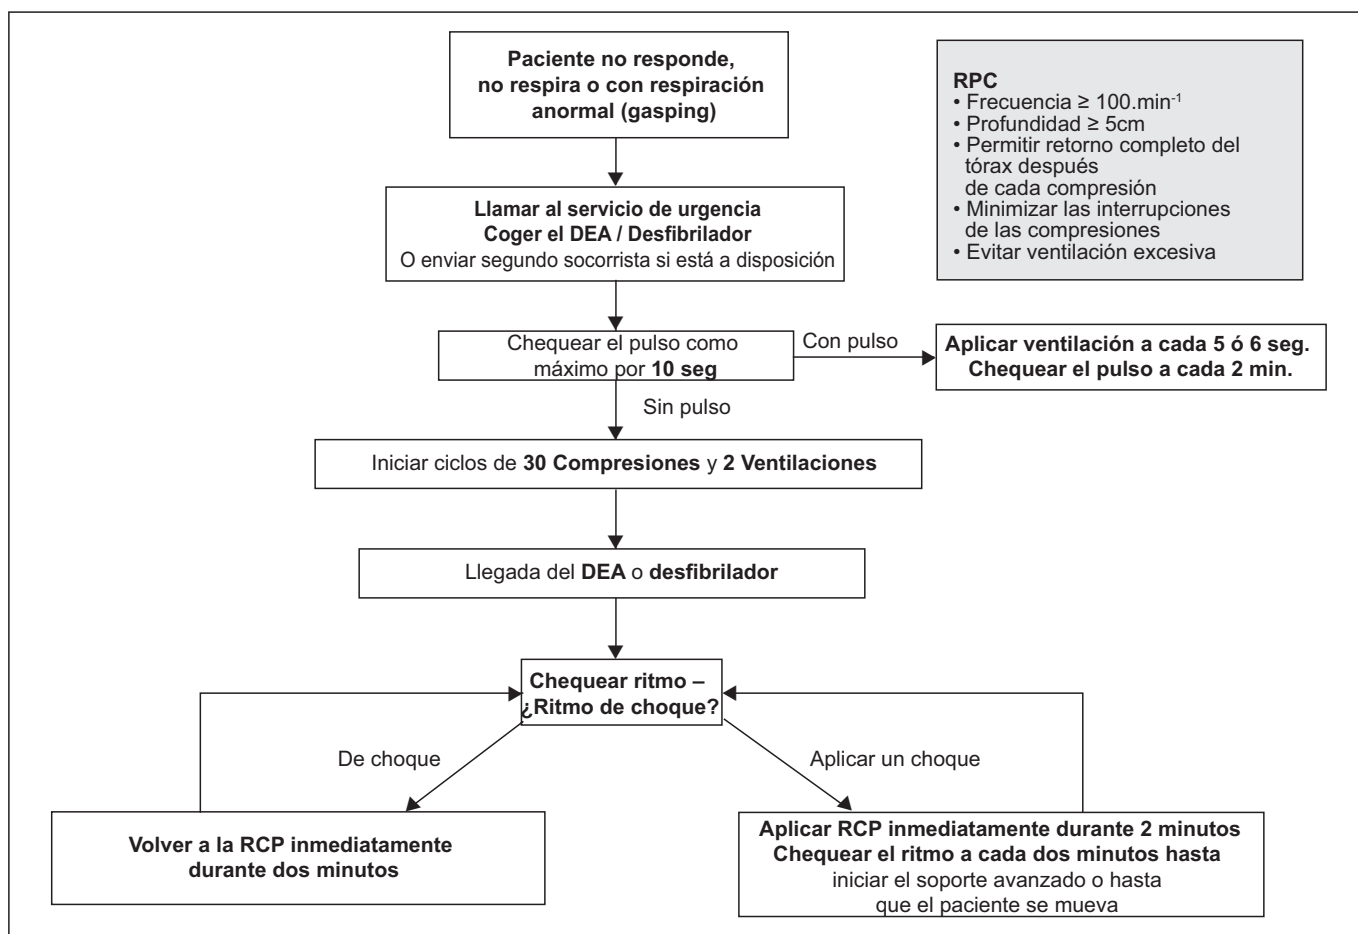 Paciente no responde,
no respira o con respiración
anormal (gasping)
RPC
• Frecuencia ≥ 100.min⁻¹
• Profundidad ≥ 5cm
• Permitir retorno completo del
tórax después
de cada compresión
• Minimizar las interrupciones
de las compresiones
• Evitar ventilación excesiva
Llamar al servicio de urgencia
Coger el DEA / Desfibrilador
O enviar segundo socorrista si está a disposición
Chequear el pulso como
máximo por 10 seg
Con pulso
Aplicar ventilación a cada 5 ó 6 seg.
Chequear el pulso a cada 2 min.
Sin pulso
Iniciar ciclos de 30 Compresiones y 2 Ventilaciones
Llegada del DEA o desfibrilador
Chequear ritmo –
¿Ritmo de choque?
De choque
Aplicar un choque
Volver a la RCP inmediatamente
durante dos minutos
Aplicar RCP inmediatamente durante 2 minutos
Chequear el ritmo a cada dos minutos hasta
iniciar el soporte avanzado o hasta
que el paciente se mueva